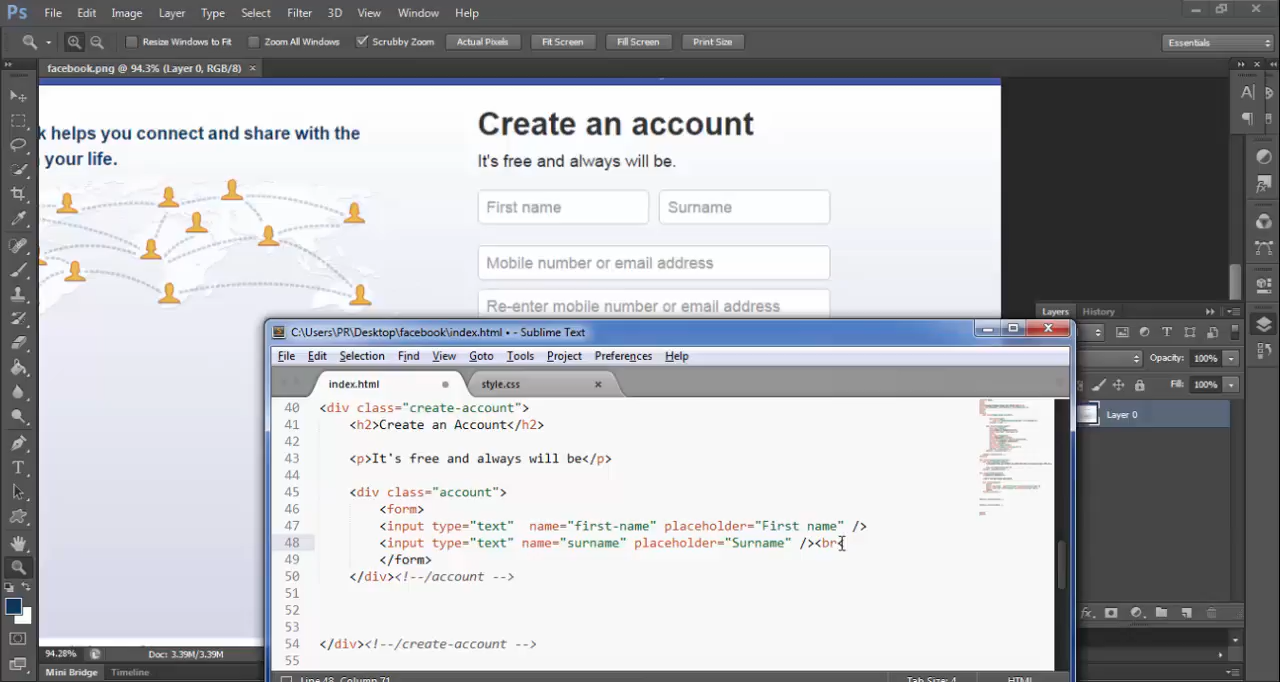 Ps File Edit Image Layer Type Select Filter 3D View Window Help
Resize Windows to Fit Zoom All Windows Scrubby Zoom Actual Pixels Fit Screen Fill Screen Print Size Essentials
facebook.png @ 94.3% (Layer 0, RGB/8) ×
k helps you connect and share with the
your life.
Create an account
It's free and always will be.
First name Surname
Mobile number or email address
Re-enter mobile number or email address
Layers History
Opacity: 100%
Fill: 100%
Layer 0
C:\Users\PR\Desktop\facebook\index.html • - Sublime Text
File Edit Selection Find View Goto Tools Project Preferences Help
index.html style.css
40 <div class="create-account">
41 <h2>Create an Account</h2>
42
43 <p>It's free and always will be</p>
44
45 <div class="account">
46 <form>
47 <input type="text" name="first-name" placeholder="First name" />
48 <input type="text" name="surname" placeholder="Surname" /><br<
49 </form>
50 </div><!--/account -->
51
52
53
54 </div><!--/create-account -->
55
Line 48, Column 71 Tab Size: 4 HTML
94.28% Doc: 3.39M/3.39M
Mini Bridge Timeline